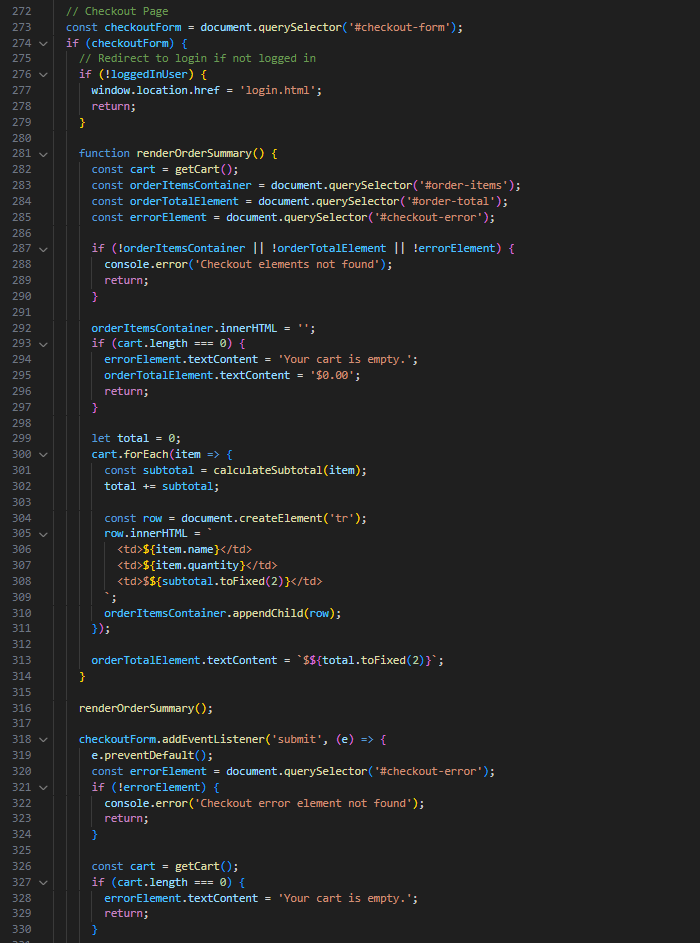 272 // Checkout Page
273 const checkoutForm = document.querySelector('#checkout-form');
274 if (checkoutForm) {
275 // Redirect to login if not logged in
276 if (!loggedInUser) {
277 window.location.href = 'login.html';
278 return;
279 }
280
281 function renderOrderSummary() {
282 const cart = getCart();
283 const orderItemsContainer = document.querySelector('#order-items');
284 const orderTotalElement = document.querySelector('#order-total');
285 const errorElement = document.querySelector('#checkout-error');
286
287 if (!orderItemsContainer || !orderTotalElement || !errorElement) {
288 console.error('Checkout elements not found');
289 return;
290 }
291
292 orderItemsContainer.innerHTML = '';
293 if (cart.length === 0) {
294 errorElement.textContent = 'Your cart is empty.';
295 orderTotalElement.textContent = '$0.00';
296 return;
297 }
298
299 let total = 0;
300 cart.forEach(item => {
301 const subtotal = calculateSubtotal(item);
302 total += subtotal;
303
304 const row = document.createElement('tr');
305 row.innerHTML = `
306 <td>${item.name}</td>
307 <td>${item.quantity}</td>
308 <td>$${subtotal.toFixed(2)}</td>
309 `;
310 orderItemsContainer.appendChild(row);
311 });
312
313 orderTotalElement.textContent = `$${total.toFixed(2)}`;
314 }
315
316 renderOrderSummary();
317
318 checkoutForm.addEventListener('submit', (e) => {
319 e.preventDefault();
320 const errorElement = document.querySelector('#checkout-error');
321 if (!errorElement) {
322 console.error('Checkout error element not found');
323 return;
324 }
325
326 const cart = getCart();
327 if (cart.length === 0) {
328 errorElement.textContent = 'Your cart is empty.';
329 return;
330 }